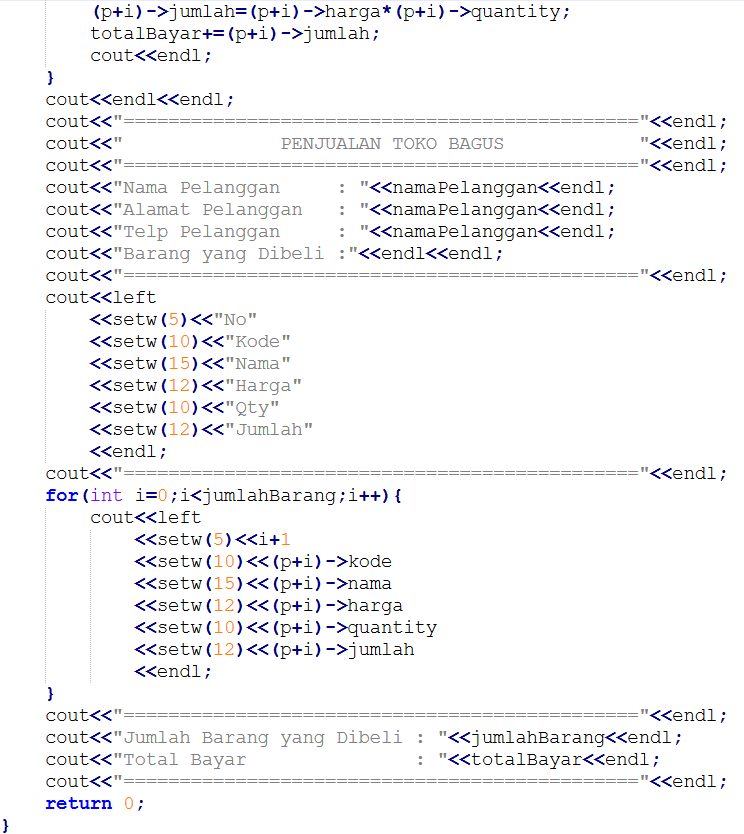 (p+i)->jumlah=(p+i)->harga*(p+i)->quantity;
        totalBayar+=(p+i)->jumlah;
        cout<<endl;
    }
    cout<<endl<<endl;
    cout<<"=============================================="<<endl;
    cout<<"              PENJUALAN TOKO BAGUS            "<<endl;
    cout<<"=============================================="<<endl;
    cout<<"Nama Pelanggan     : "<<namaPelanggan<<endl;
    cout<<"Alamat Pelanggan   : "<<namaPelanggan<<endl;
    cout<<"Telp Pelanggan     : "<<namaPelanggan<<endl;
    cout<<"Barang yang Dibeli :"<<endl<<endl;
    cout<<"=============================================="<<endl;
    cout<<left
        <<setw(5)<<"No"
        <<setw(10)<<"Kode"
        <<setw(15)<<"Nama"
        <<setw(12)<<"Harga"
        <<setw(10)<<"Qty"
        <<setw(12)<<"Jumlah"
        <<endl;
    cout<<"=============================================="<<endl;
    for(int i=0;i<jumlahBarang;i++){
        cout<<left
            <<setw(5)<<i+1
            <<setw(10)<<(p+i)->kode
            <<setw(15)<<(p+i)->nama
            <<setw(12)<<(p+i)->harga
            <<setw(10)<<(p+i)->quantity
            <<setw(12)<<(p+i)->jumlah
            <<endl;
    }
    cout<<"=============================================="<<endl;
    cout<<"Jumlah Barang yang Dibeli : "<<jumlahBarang<<endl;
    cout<<"Total Bayar               : "<<totalBayar<<endl;
    cout<<"=============================================="<<endl;
    return 0;
}